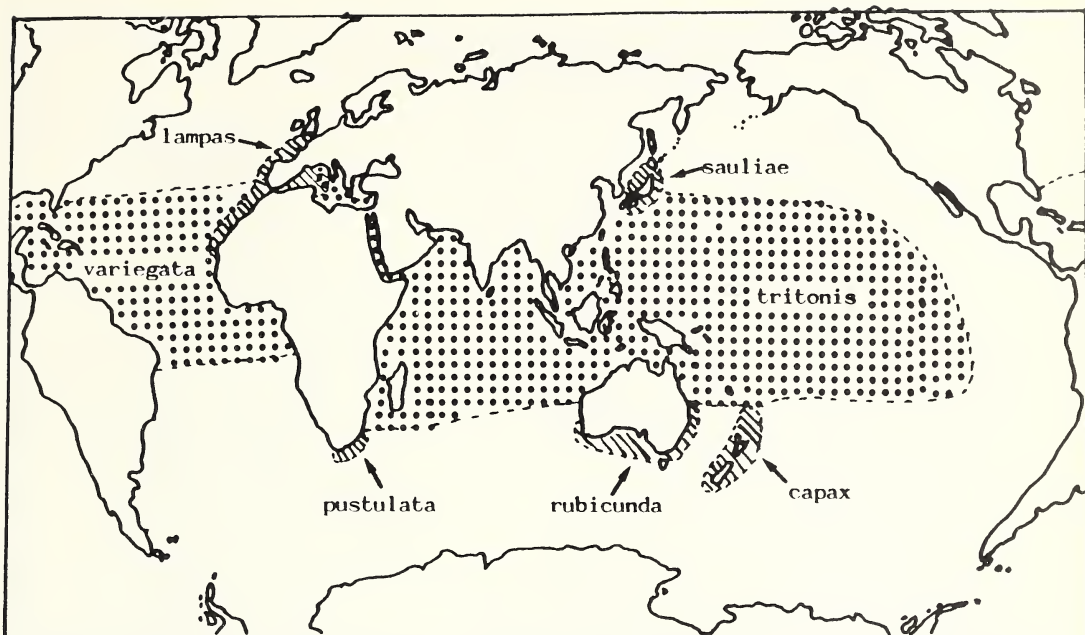 lampas
sauliae
variegata
tritonis
pustulata
rubicunda
capax